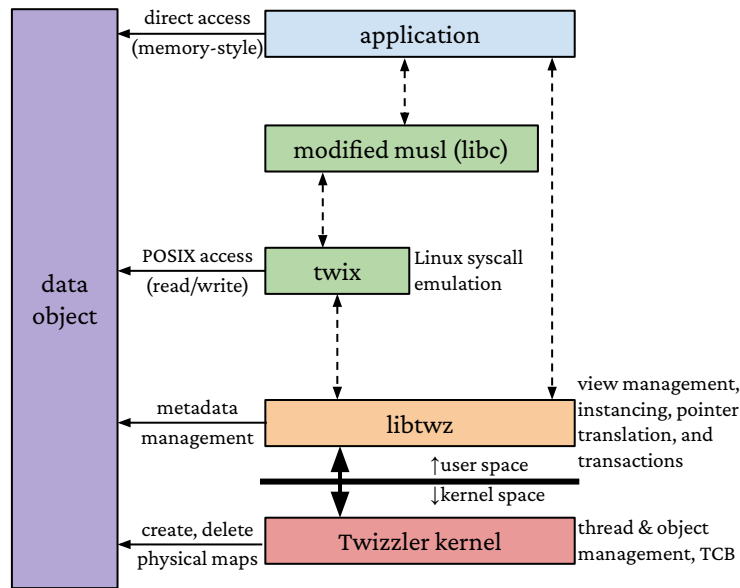 direct access
(memory-style)
application
modified musl (libc)
data
object
POSIX access
(read/write)
twix
Linux syscall
emulation
metadata
management
libtwz
view management,
instancing, pointer
translation, and
transactions
↑user space
↓kernel space
create, delete
physical maps
Twizzler kernel
thread & object
management, TCB